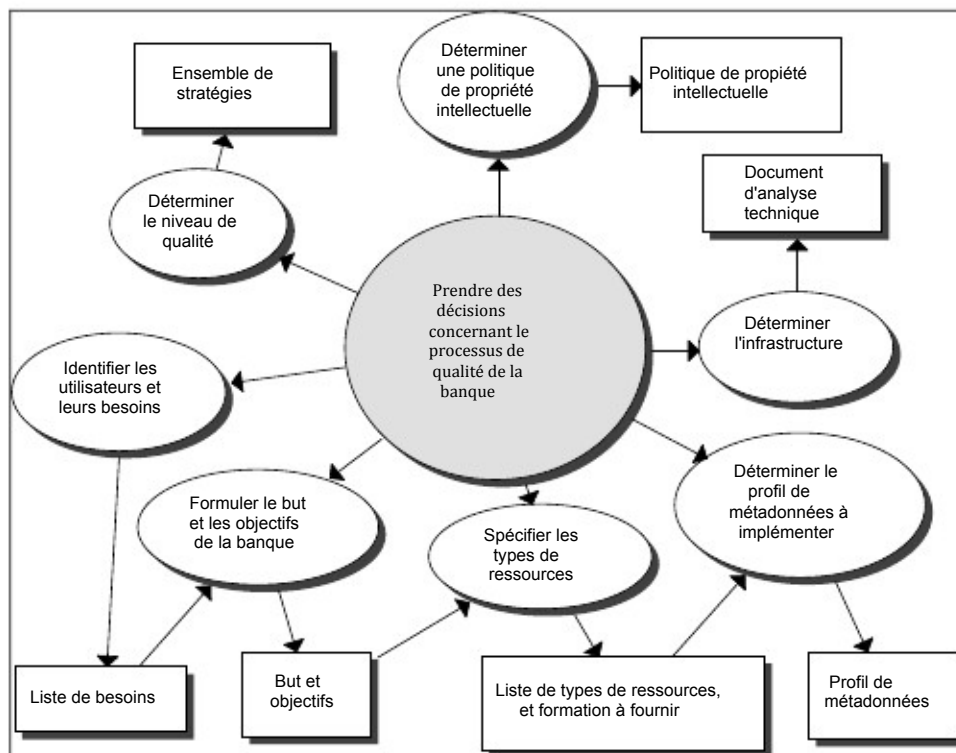 Ensemble de
stratégies
Déterminer
une politique
de propriété
intellectuelle
Politique de propiété
intellectuelle
Document
d'analyse
technique
Déterminer
le niveau de
qualité
Prendre des
décisions
concernant le
processus de
qualité de la
banque
Déterminer
l'infrastructure
Identifier les
utilisateurs et
leurs besoins
Formuler le but
et les objectifs
de la banque
Spécifier les
types de
ressources
Déterminer le
profil de
métadonnées à
implémenter
Liste de besoins
But et
objectifs
Liste de types de ressources,
et formation à fournir
Profil de
métadonnées